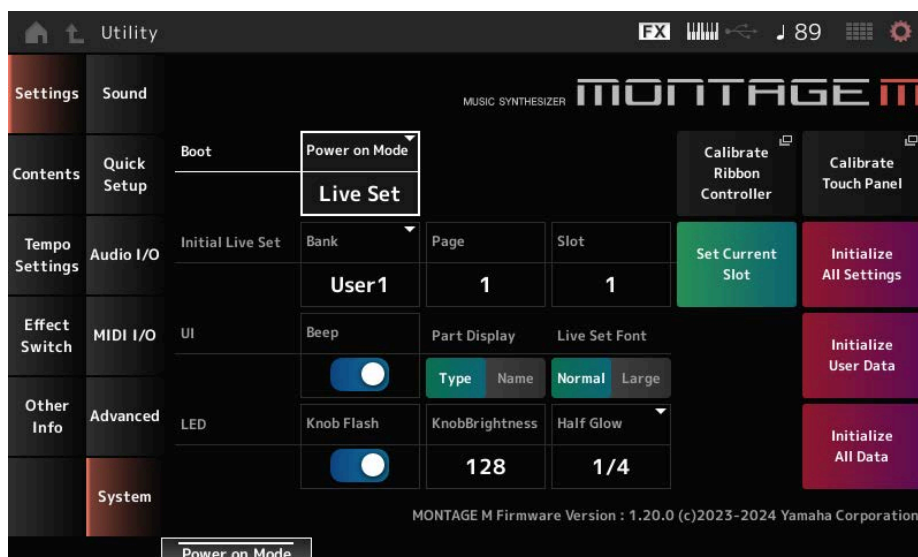 Utility
FX
89
Settings
Sound
MUSIC SYNTHESIZER MONTAGE M
Contents
Quick
Setup
Boot
Power on Mode
Live Set
Calibrate
Ribbon
Controller
Calibrate
Touch Panel
Tempo
Settings
Audio I/O
Initial Live Set
Bank
Page
Slot
User1
1
1
Set Current
Slot
Initialize
All Settings
Effect
Switch
MIDI I/O
UI
Beep
Part Display
Live Set Font
Type
Name
Normal
Large
Initialize
User Data
Other
Info
Advanced
LED
Knob Flash
KnobBrightness
Half Glow
128
1/4
Initialize
All Data
System
MONTAGE M Firmware Version : 1.20.0 (c)2023-2024 Yamaha Corporation
Power on Mode